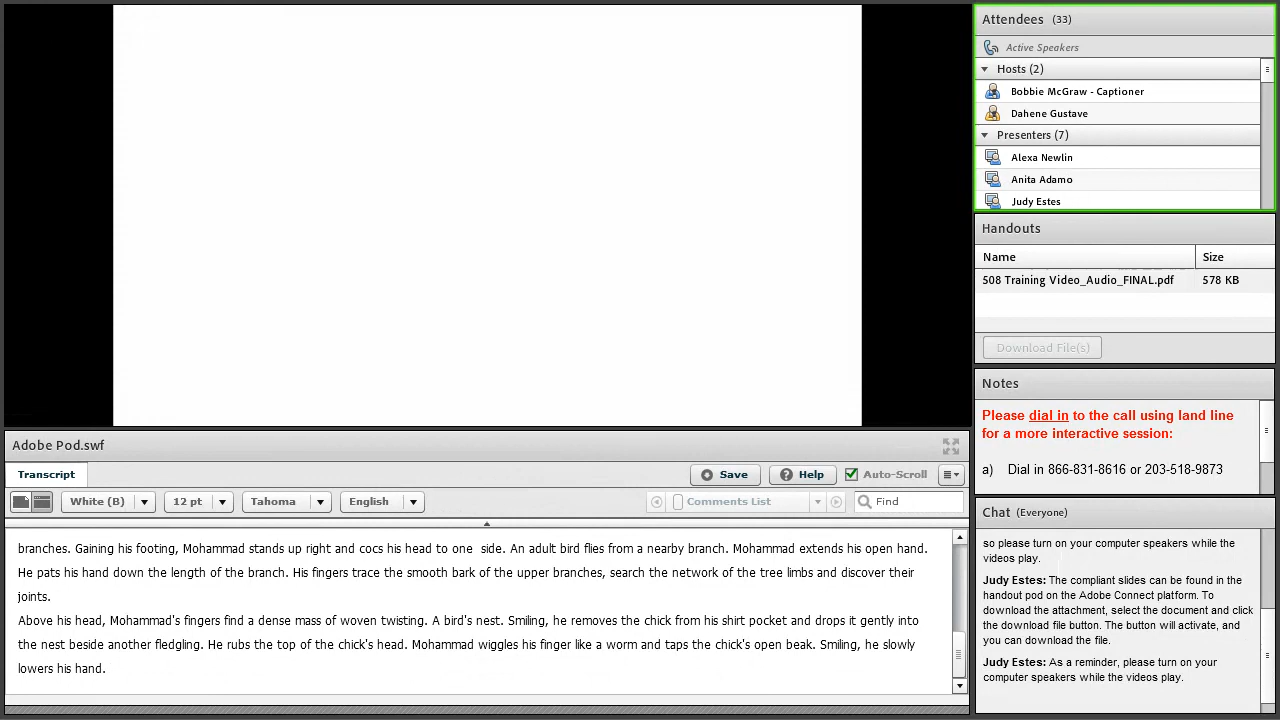 Attendees (33)
Active Speakers
Hosts (2)
Bobbie McGraw - Captioner
Dahene Gustave
Presenters (7)
Alexa Newlin
Anita Adamo
Judy Estes
Handouts
Name Size
508 Training Video_Audio_FINAL.pdf 578 KB
Download File(s)
Notes
Please dial in to the call using land line
for a more interactive session:
a) Dial in 866-831-8616 or 203-518-9873
Adobe Pod.swf
Transcript Save Help Auto-Scroll
White (B) 12 pt Tahoma English Comments List Find
branches. Gaining his footing, Mohammad stands up right and cocs his head to one side. An adult bird flies from a nearby branch. Mohammad extends his open hand.
He pats his hand down the length of the branch. His fingers trace the smooth bark of the upper branches, search the network of the tree limbs and discover their
joints.
Above his head, Mohammad's fingers find a dense mass of woven twisting. A bird's nest. Smiling, he removes the chick from his shirt pocket and drops it gently into
the nest beside another fledgling. He rubs the top of the chick's head. Mohammad wiggles his finger like a worm and taps the chick's open beak. Smiling, he slowly
lowers his hand.
Chat (Everyone)
so please turn on your computer speakers while the
videos play.
Judy Estes: The compliant slides can be found in the
handout pod on the Adobe Connect platform. To
download the attachment, select the document and click
the download file button. The button will activate, and
you can download the file.
Judy Estes: As a reminder, please turn on your
computer speakers while the videos play.